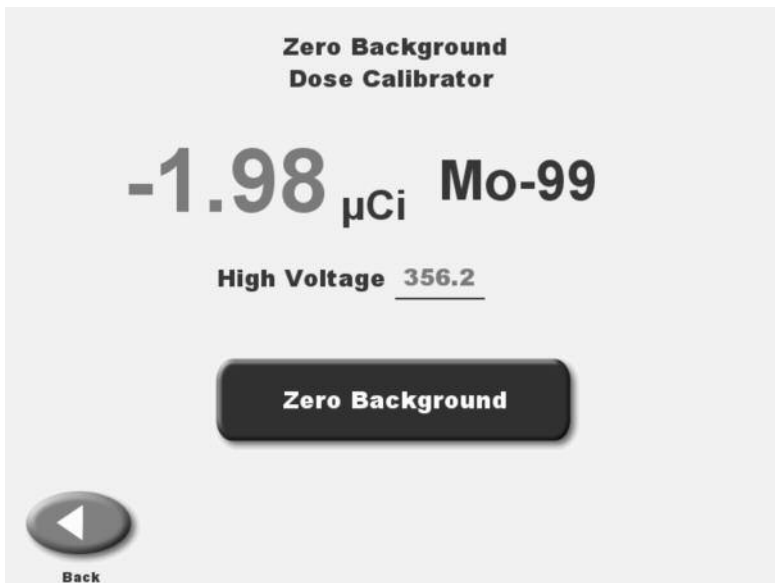 Zero Background
Dose Calibrator
-1.98 µCi Mo-99
High Voltage 356.2
Zero Background
Back